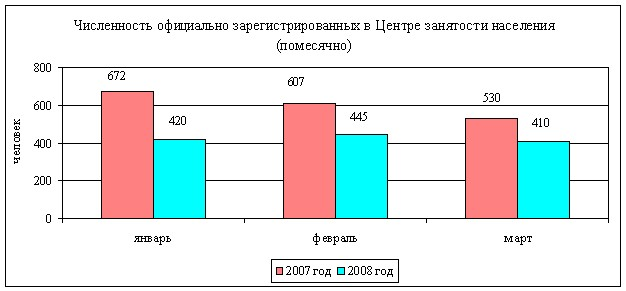 Численность официально зарегистрированных в Центре занятости населения
(помесячно)
человек
800
600
400
200
0
672
420
607
445
530
410
январь
февраль
март
2007 год
2008 год